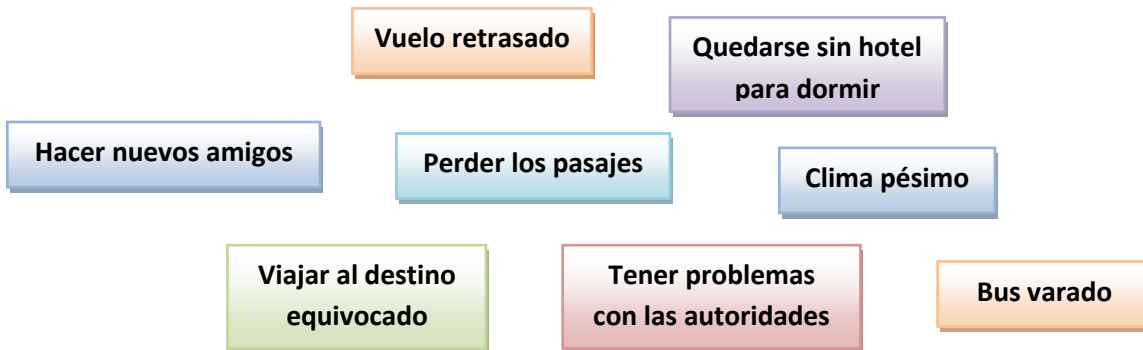 Vuelo retrasado
Quedarse sin hotel
para dormir
Hacer nuevos amigos
Perder los pasajes
Clima pésimo
Viajar al destino
equivocado
Tener problemas
con las autoridades
Bus varado